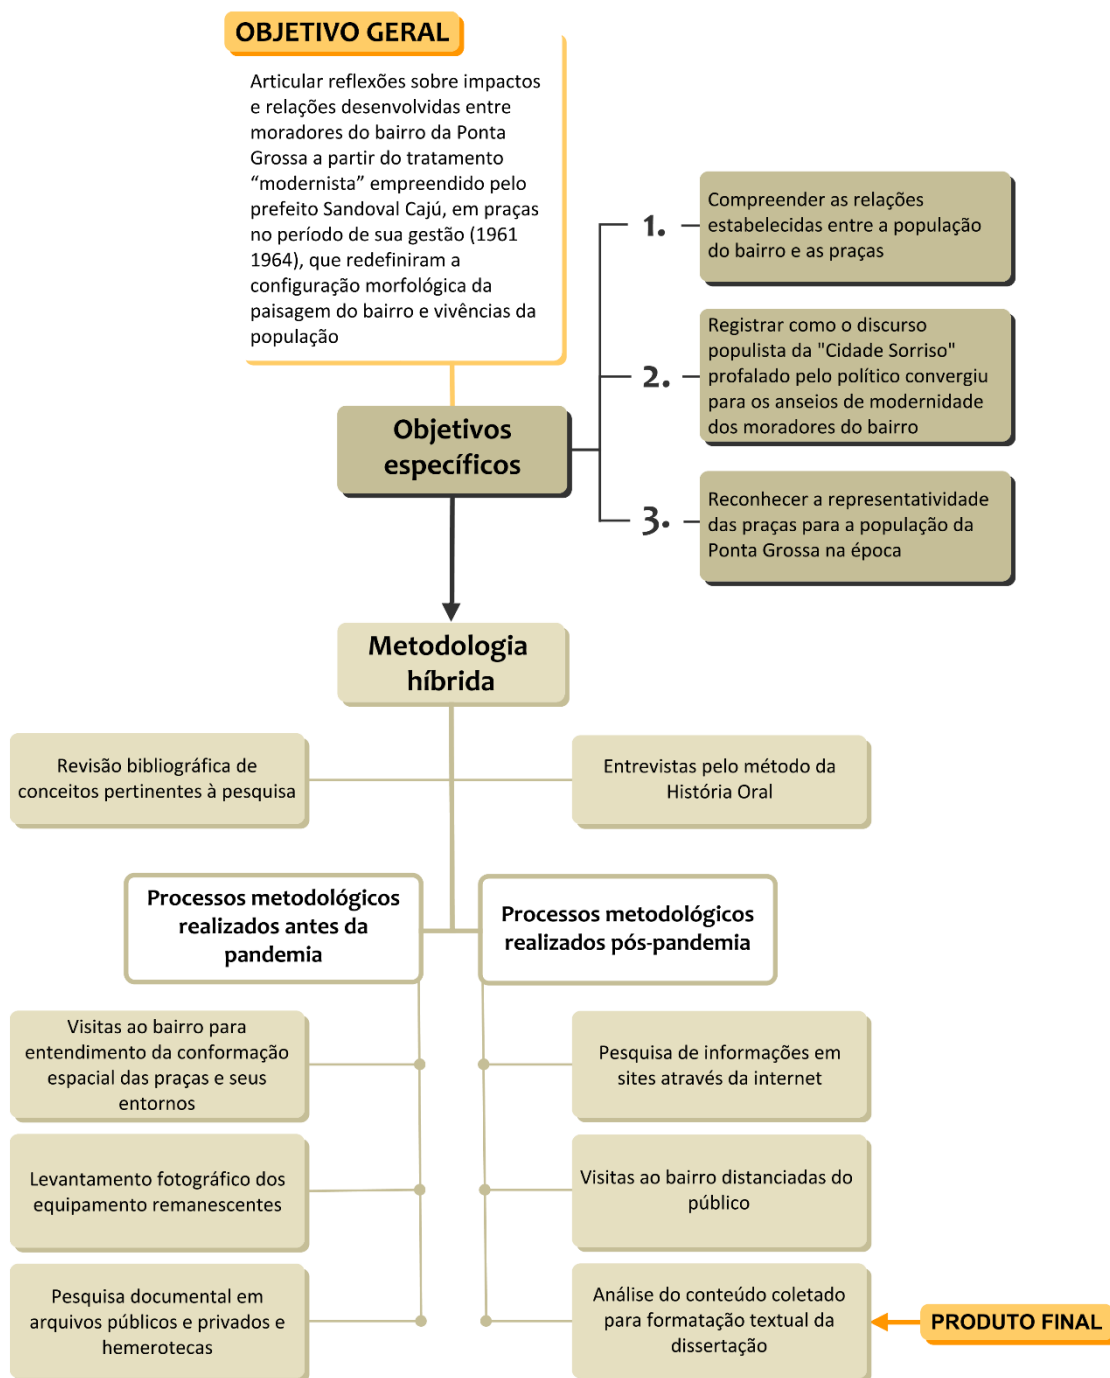 OBJETIVO GERAL
Articular reflexões sobre impactos
e relações desenvolvidas entre
moradores do bairro da Ponta
Grossa a partir do tratamento
“modernista” empreendido pelo
prefeito Sandoval Cajú, em praças
no período de sua gestão (1961
1964), que redefiniram a
configuração morfológica da
paisagem do bairro e vivências da
população
Objetivos
específicos
1.
Compreender as relações
estabelecidas entre a população
do bairro e as praças
2.
Registrar como o discurso
populista da "Cidade Sorriso"
profalado pelo político convergiu
para os anseios de modernidade
dos moradores do bairro
3.
Reconhecer a representatividade
das praças para a população da
Ponta Grossa na época
Metodologia
híbrida
Revisão bibliográfica de
conceitos pertinentes à pesquisa
Entrevistas pelo método da
História Oral
Processos metodológicos
realizados antes da
pandemia
Processos metodológicos
realizados pós-pandemia
Visitas ao bairro para
entendimento da conformação
espacial das praças e seus
entornos
Pesquisa de informações em
sites através da internet
Levantamento fotográfico dos
equipamento remanescentes
Visitas ao bairro distanciadas do
público
Pesquisa documental em
arquivos públicos e privados e
hemerotecas
Análise do conteúdo coletado
para formatação textual da
dissertação
PRODUTO FINAL